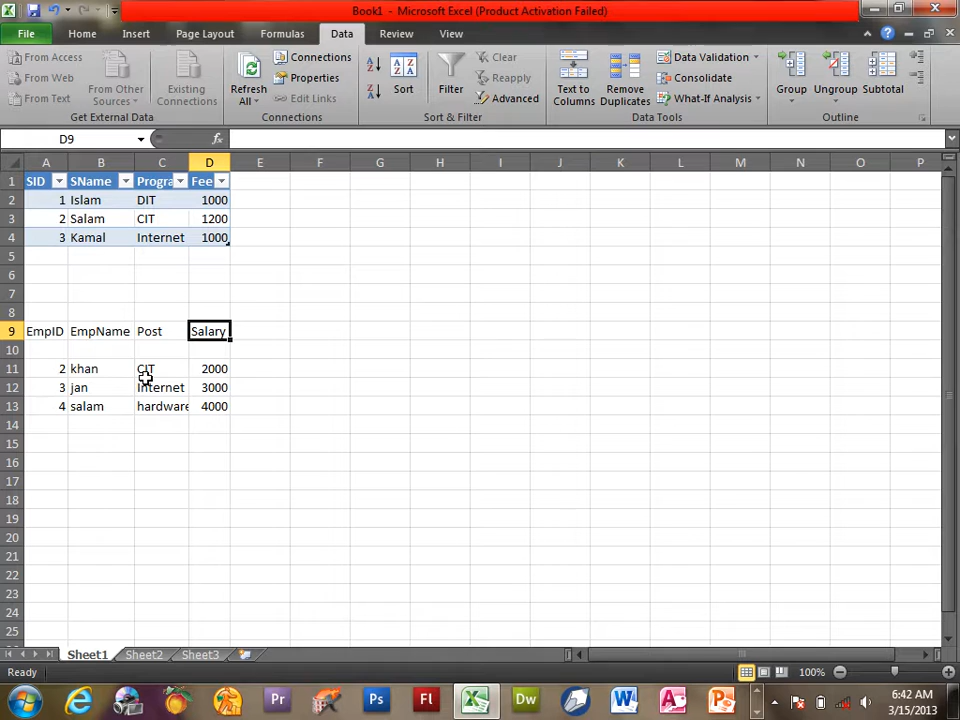 Book1 - Microsoft Excel (Product Activation Failed)
File Home Insert Page Layout Formulas Data Review View
From Access
From Web
From Text
From Other Sources
Existing Connections
Get External Data
Refresh All
Connections
Properties
Edit Links
Connections
Sort
Filter
Clear
Reapply
Advanced
Sort & Filter
Text to Columns
Remove Duplicates
Data Validation
Consolidate
What-If Analysis
Data Tools
Group
Ungroup
Subtotal
Outline
D9 fx
A B C D E F G H I J K L M N O P
1 SID SName Progra Fee
2 1 Islam DIT 1000
3 2 Salam CIT 1200
4 3 Kamal Internet 1000
5
6
7
8
9 EmpID EmpName Post Salary
10
11 2 khan CIT 2000
12 3 jan Internet 3000
13 4 salam hardware 4000
14
15
16
17
18
19
20
21
22
23
24
25
Sheet1 Sheet2 Sheet3
Ready 100%
Pr Ps Fl Dw
6:42 AM
3/15/2013